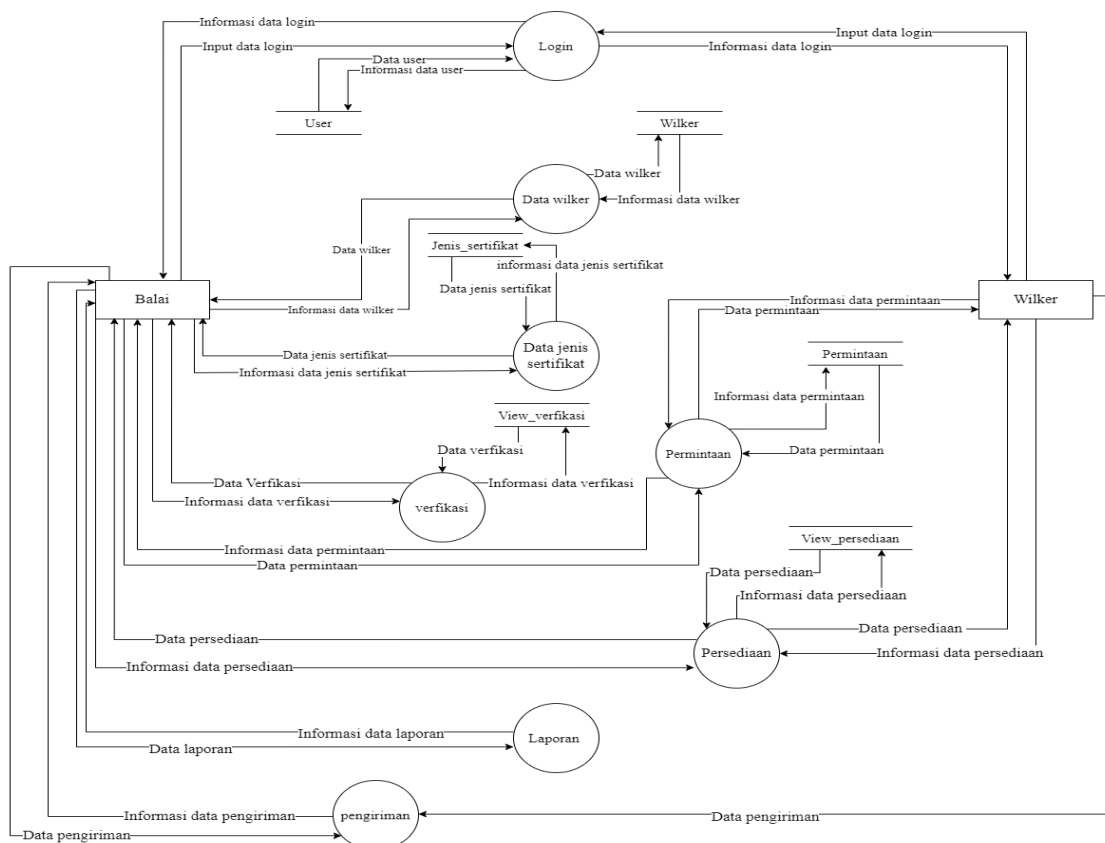 Informasi data login
Input data login
Login
Input data login
Informasi data login
Data user
Informasi data user
User
Wilker
Data wilker
Data wilker
Informasi data wilker
Jenis_sertifikat
Data wilker
informasi data jenis sertifikat
Data jenis sertifikat
Balai
Informasi data wilker
Informasi data permintaan
Data permintaan
Wilker
Data jenis
sertifikat
Data jenis sertifikat
Informasi data jenis sertifikat
Permintaan
Informasi data permintaan
View_verfikasi
Data verfikasi
Permintaan
Data permintaan
Data Verifikasi
Informasi data verfikasi
Informasi data verfikasi
verfikasi
View_persediaan
Informasi data permintaan
Data permintaan
Data persediaan
Informasi data persediaan
Data persediaan
Data persediaan
Persediaan
Informasi data persediaan
Informasi data persediaan
Informasi data laporan
Laporan
Data laporan
Informasi data pengiriman
pengiriman
Data pengiriman
Data pengiriman